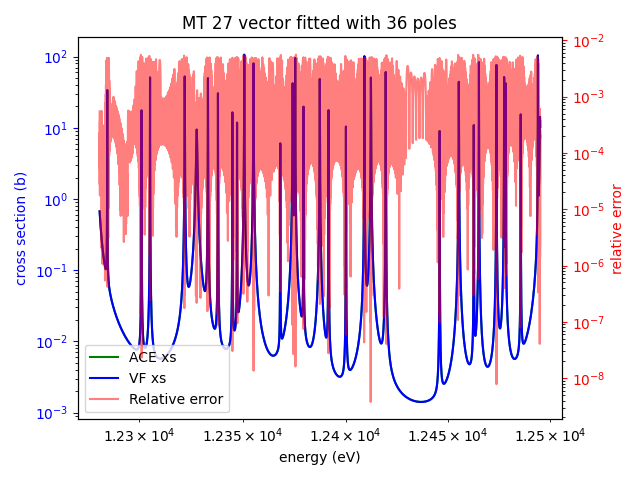 MT 27 vector fitted with 36 poles
cross section (b)
10²
10¹
10⁰
10⁻¹
10⁻²
10⁻³
10⁻²
10⁻³
10⁻⁴
10⁻⁵
10⁻⁶
10⁻⁷
10⁻⁸
relative error
ACE xs
VF xs
Relative error
1.23 × 10⁴ 1.235 × 10⁴ 1.24 × 10⁴ 1.245 × 10⁴ 1.25 × 10⁴
energy (eV)